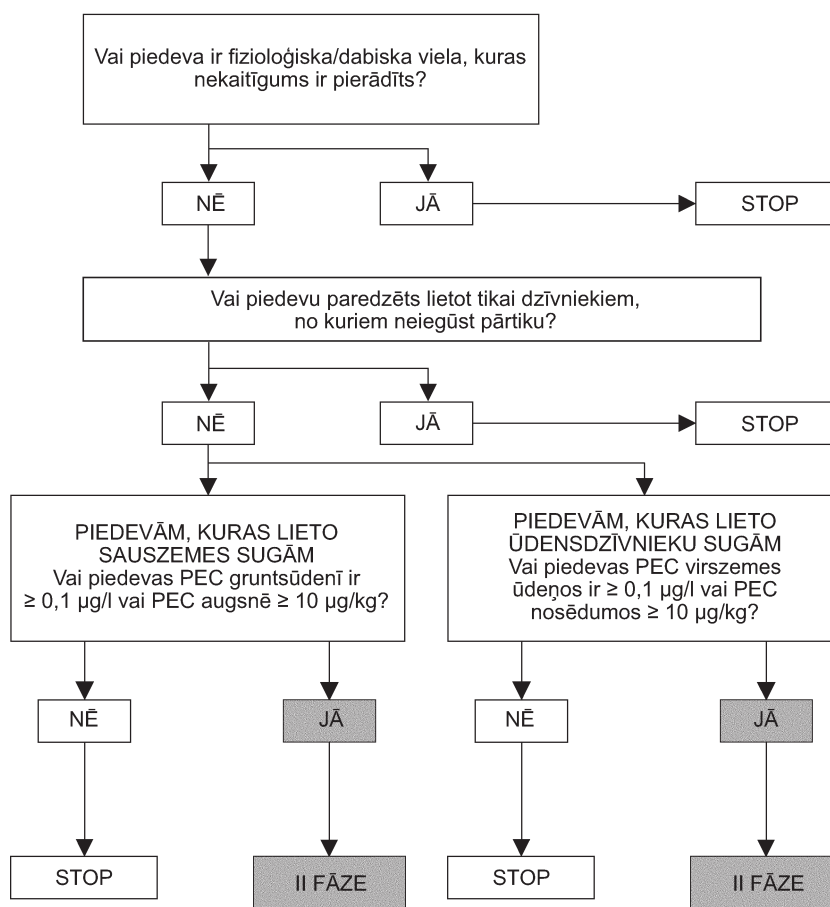 Vai piedeva ir fizioloģiska/dabiska viela, kuras
nekaitīgums ir pierādīts?
NĒ
JĀ
STOP
Vai piedevu paredzēts lietot tikai dzīvniekiem,
no kuriem neiegūst pārtiku?
NĒ
JĀ
STOP
PIEDEVĀM, KURAS LIETO
SAUSZEMES SUGĀM
Vai piedevas PEC gruntsūdenī ir
≥ 0,1 µg/l vai PEC augsnē ≥ 10 µg/kg?
PIEDEVĀM, KURAS LIETO
ŪDENSDZĪVNIEKU SUGĀM
Vai piedevas PEC virszemes
ūdeņos ir ≥ 0,1 µg/l vai PEC
nosēdumos ≥ 10 µg/kg?
NĒ
JĀ
NĒ
JĀ
STOP
II FĀZE
STOP
II FĀZE